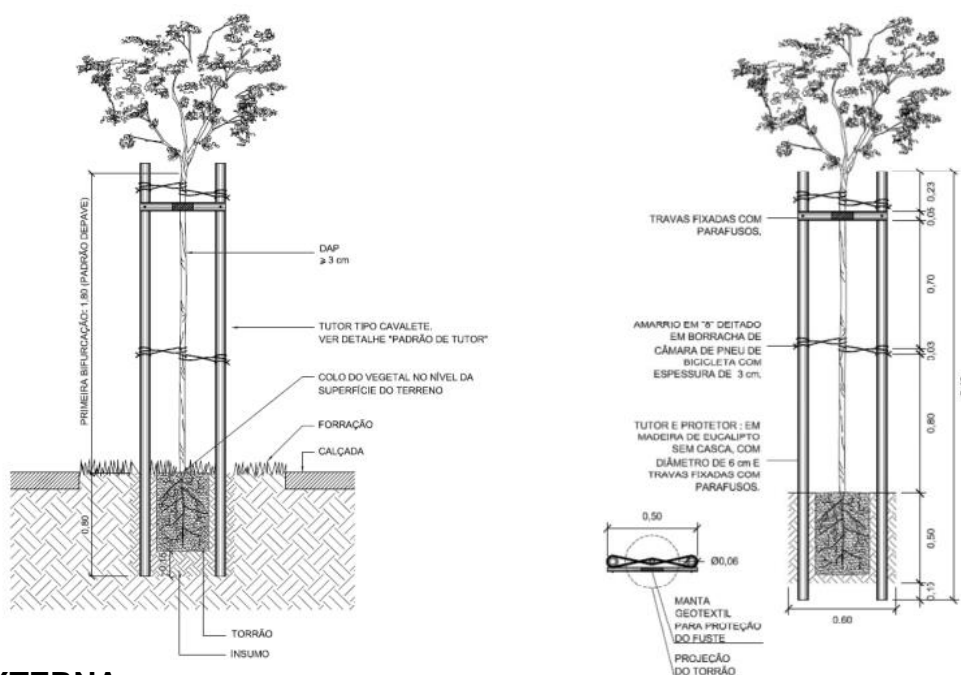 PRIMEIRA BIFURCAÇÃO: 1.80 (PADRÃO DEPAVE)
0.80
DAP
⩾ 3 cm
TUTOR TIPO CAVALETE.
VER DETALHE "PADRÃO DE TUTOR"
COLO DO VEGETAL NO NÍVEL DA
SUPERFÍCIE DO TERRENO
FORRAÇÃO
CALÇADA
TORRÃO
INSUMO
TRAVAS FIXADAS COM
PARAFUSOS.
AMARRIO EM "8" DEITADO
EM BORRACHA DE
CÂMARA DE PNEU DE
BICICLETA COM
ESPESSURA DE 3 cm.
TUTOR E PROTETOR : EM
MADEIRA DE EUCALIPTO
SEM CASCA, COM
DIÂMETRO DE 6 cm E
TRAVAS FIXADAS COM
PARAFUSOS.
0,23
0,05
0,70
0,03
0,80
0,50
0,10
0.60
0,50
Ø0,06
MANTA
GEOTEXTIL
PARA PROTEÇÃO
DO FUSTE
PROJEÇÃO
DO TORRÃO